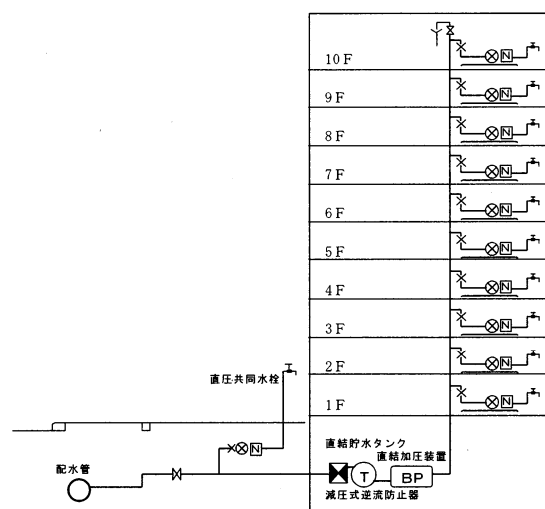 10F
N
9F
N
8F
N
7F
N
6F
N
5F
N
4F
N
3F
N
2F
N
1F
N
直圧共同水栓
N
配水管
直結貯水タンク
直結加圧装置
T
BP
減圧式逆流防止器